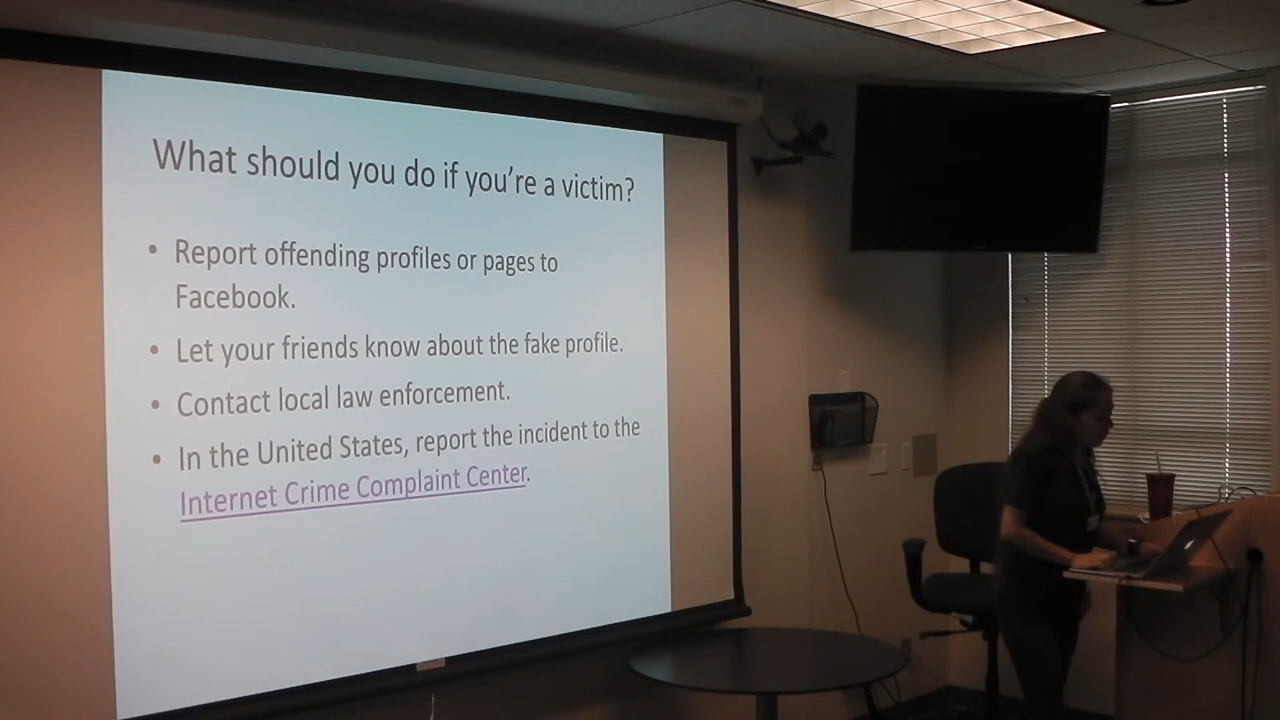 What should you do if you're a victim?
• Report offending profiles or pages to
Facebook.
• Let your friends know about the fake profile.
• Contact local law enforcement.
• In the United States, report the incident to the
Internet Crime Complaint Center.